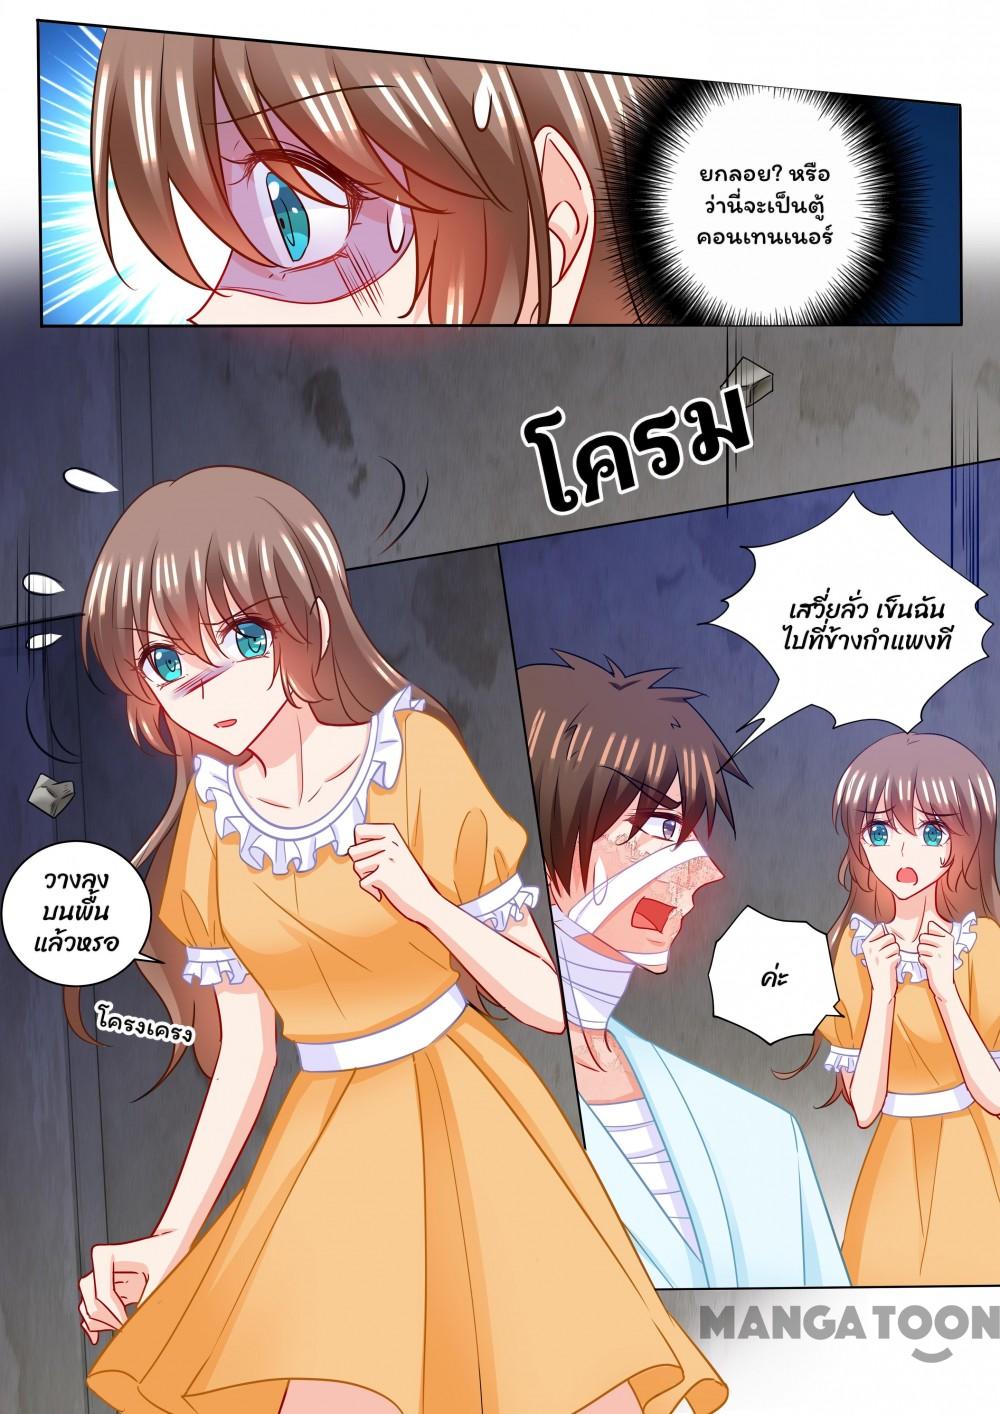 ยกลอย? หรือ
ว่านี่จะเป็นตู้
คอนเทนเนอร์
โครม
เสวี่ยลั่ว เข็นฉัน
ไปที่ข้างกำแพงที
ค่ะ
วางลง
บนพื้น
แล้วหรอ
โครงเครง
MANGATOON